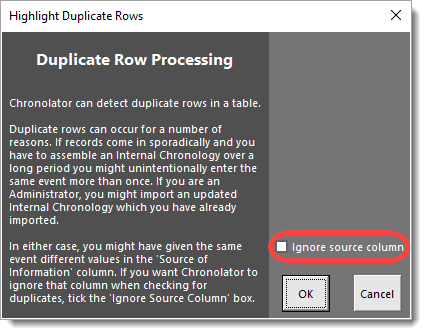 Highlight Duplicate Rows
Duplicate Row Processing
Chronolator can detect duplicate rows in a table.
Duplicate rows can occur for a number of
reasons. If records come in sporadically and you
have to assemble an Internal Chronology over a
long period you might unintentionally enter the
same event more than once. If you are an
Administrator, you might import an updated
Internal Chronology which you have already
imported.
In either case, you might have given the same
event different values in the 'Source of
Information' column. If you want Chronolator to
ignore that column when checking for
duplicates, tick the 'Ignore Source Column' box.
Ignore source column
OK
Cancel